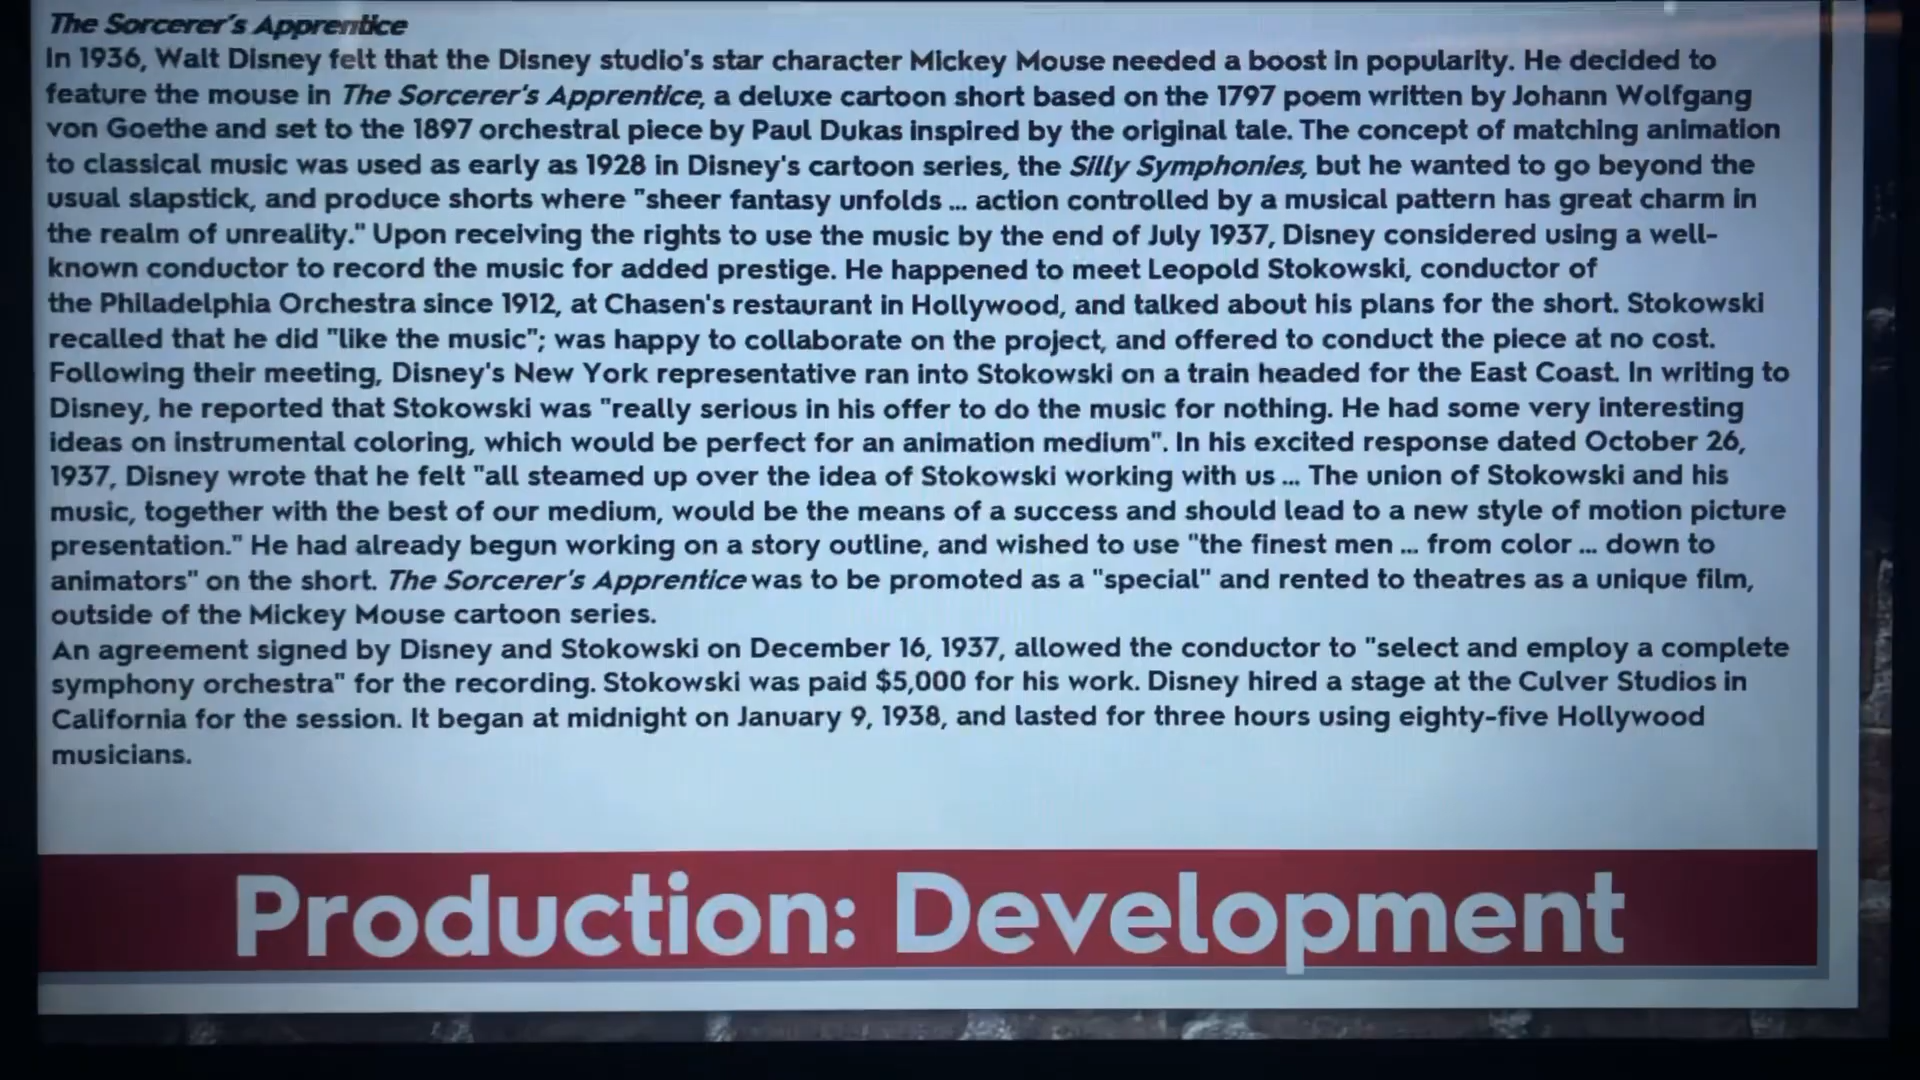 The Sorcerer's Apprentice
In 1936, Walt Disney felt that the Disney studio's star character Mickey Mouse needed a boost in popularity. He decided to
feature the mouse in The Sorcerer's Apprentice, a deluxe cartoon short based on the 1797 poem written by Johann Wolfgang
von Goethe and set to the 1897 orchestral piece by Paul Dukas inspired by the original tale. The concept of matching animation
to classical music was used as early as 1928 in Disney's cartoon series, the Silly Symphonies, but he wanted to go beyond the
usual slapstick, and produce shorts where "sheer fantasy unfolds ... action controlled by a musical pattern has great charm in
the realm of unreality." Upon receiving the rights to use the music by the end of July 1937, Disney considered using a well-
known conductor to record the music for added prestige. He happened to meet Leopold Stokowski, conductor of
the Philadelphia Orchestra since 1912, at Chasen's restaurant in Hollywood, and talked about his plans for the short. Stokowski
recalled that he did "like the music"; was happy to collaborate on the project, and offered to conduct the piece at no cost.
Following their meeting, Disney's New York representative ran into Stokowski on a train headed for the East Coast. In writing to
Disney, he reported that Stokowski was "really serious in his offer to do the music for nothing. He had some very interesting
ideas on instrumental coloring, which would be perfect for an animation medium". In his excited response dated October 26,
1937, Disney wrote that he felt "all steamed up over the idea of Stokowski working with us ... The union of Stokowski and his
music, together with the best of our medium, would be the means of a success and should lead to a new style of motion picture
presentation." He had already begun working on a story outline, and wished to use "the finest men ... from color ... down to
animators" on the short. The Sorcerer's Apprentice was to be promoted as a "special" and rented to theatres as a unique film,
outside of the Mickey Mouse cartoon series.
An agreement signed by Disney and Stokowski on December 16, 1937, allowed the conductor to "select and employ a complete
symphony orchestra" for the recording. Stokowski was paid $5,000 for his work. Disney hired a stage at the Culver Studios in
California for the session. It began at midnight on January 9, 1938, and lasted for three hours using eighty-five Hollywood
musicians.
Production: Development